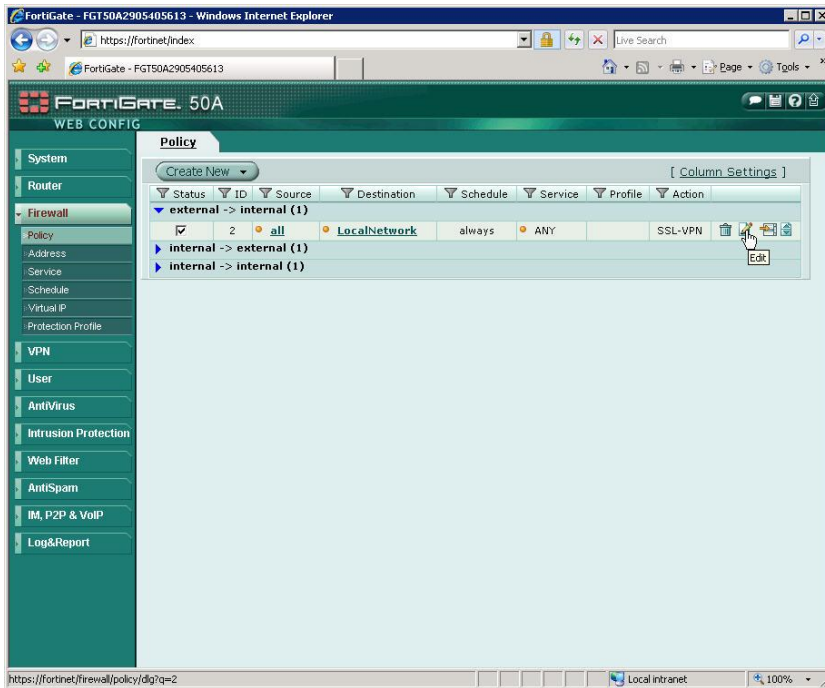 FortiGate - FGT50A2905405613 - Windows Internet Explorer
https://fortinet/index
Live Search
FortiGate - FGT50A2905405613
Page
Tools
FORTIGATE. 50A
WEB CONFIG
Policy
System
Router
Firewall
Policy
Address
Service
Schedule
Virtual IP
Protection Profile
VPN
User
AntiVirus
Intrusion Protection
Web Filter
AntiSpam
IM, P2P & VoIP
Log&Report
Create New
[ Column Settings ]
Status ID Source Destination Schedule Service Profile Action
external -> internal (1)
2 all LocalNetwork always ANY SSL-VPN
Edit
internal -> external (1)
internal -> internal (1)
https://fortinet/firewall/policy/dlg?q=2
Local intranet
100%